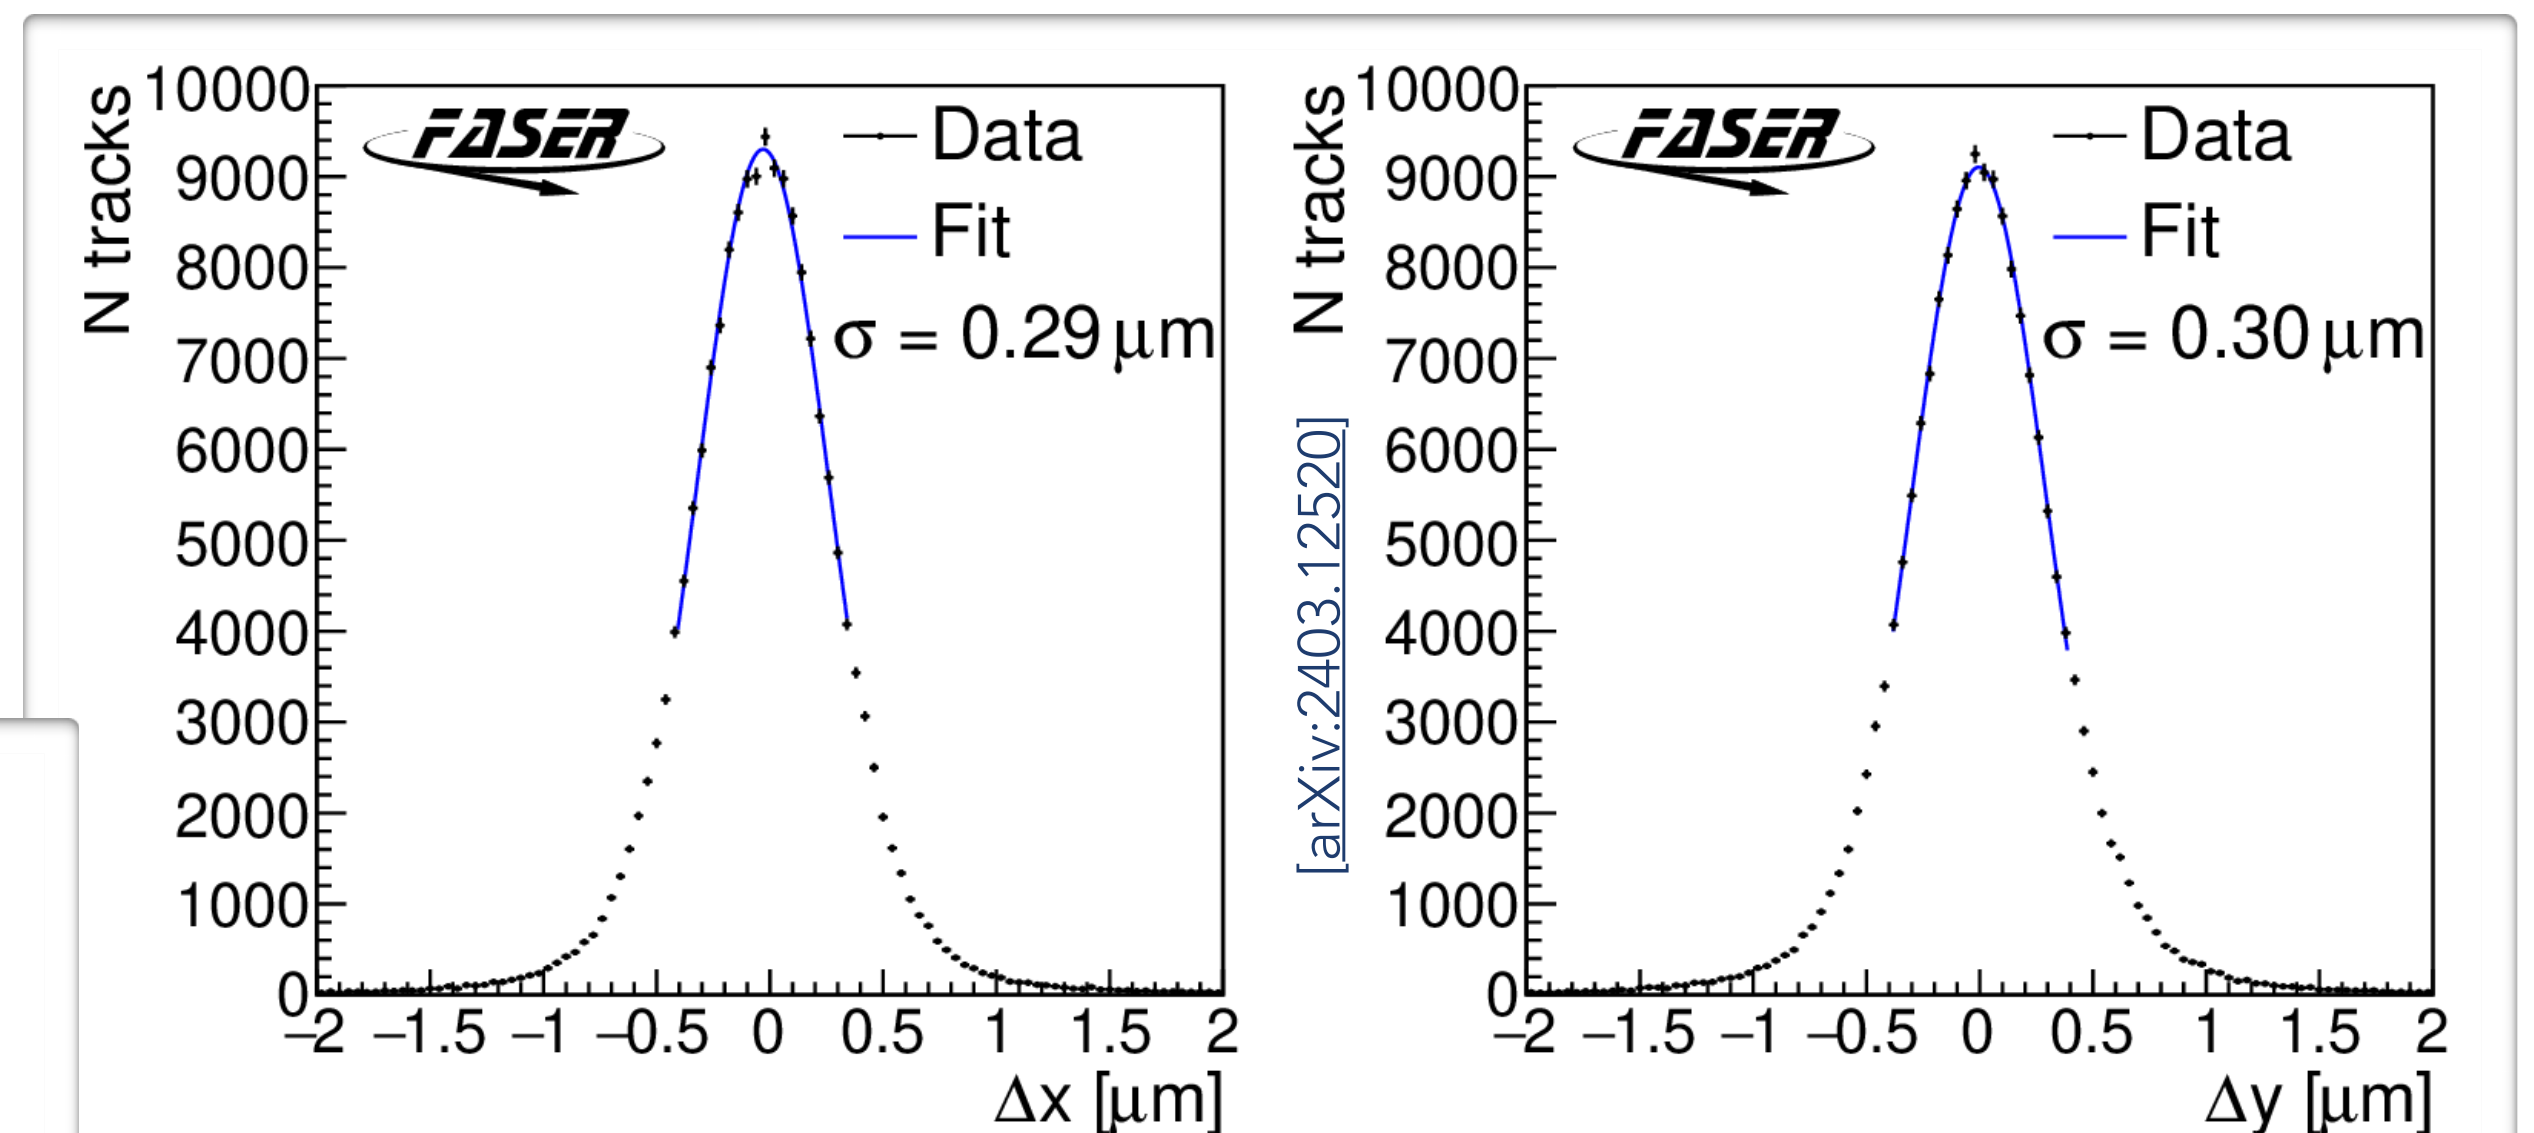 FASER
Data
Fit
σ = 0.29 μm
N tracks
10000
9000
8000
7000
6000
5000
4000
3000
2000
1000
0
−2 −1.5 −1 −0.5 0 0.5 1 1.5 2
Δx [μm]
[arXiv:2403.12520]
FASER
Data
Fit
σ = 0.30 μm
N tracks
10000
9000
8000
7000
6000
5000
4000
3000
2000
1000
0
−2 −1.5 −1 −0.5 0 0.5 1 1.5 2
Δy [μm]